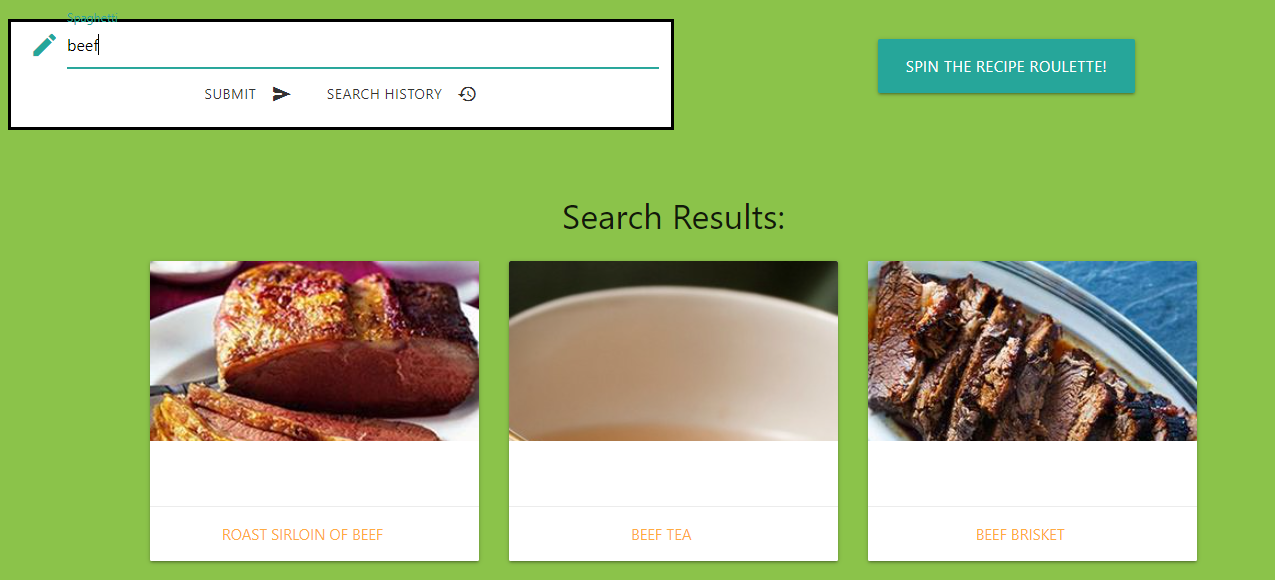 Spaghetti
beef
SPIN THE RECIPE ROULETTE!
SUBMIT SEARCH HISTORY
Search Results:
ROAST SIRLOIN OF BEEF
BEEF TEA
BEEF BRISKET